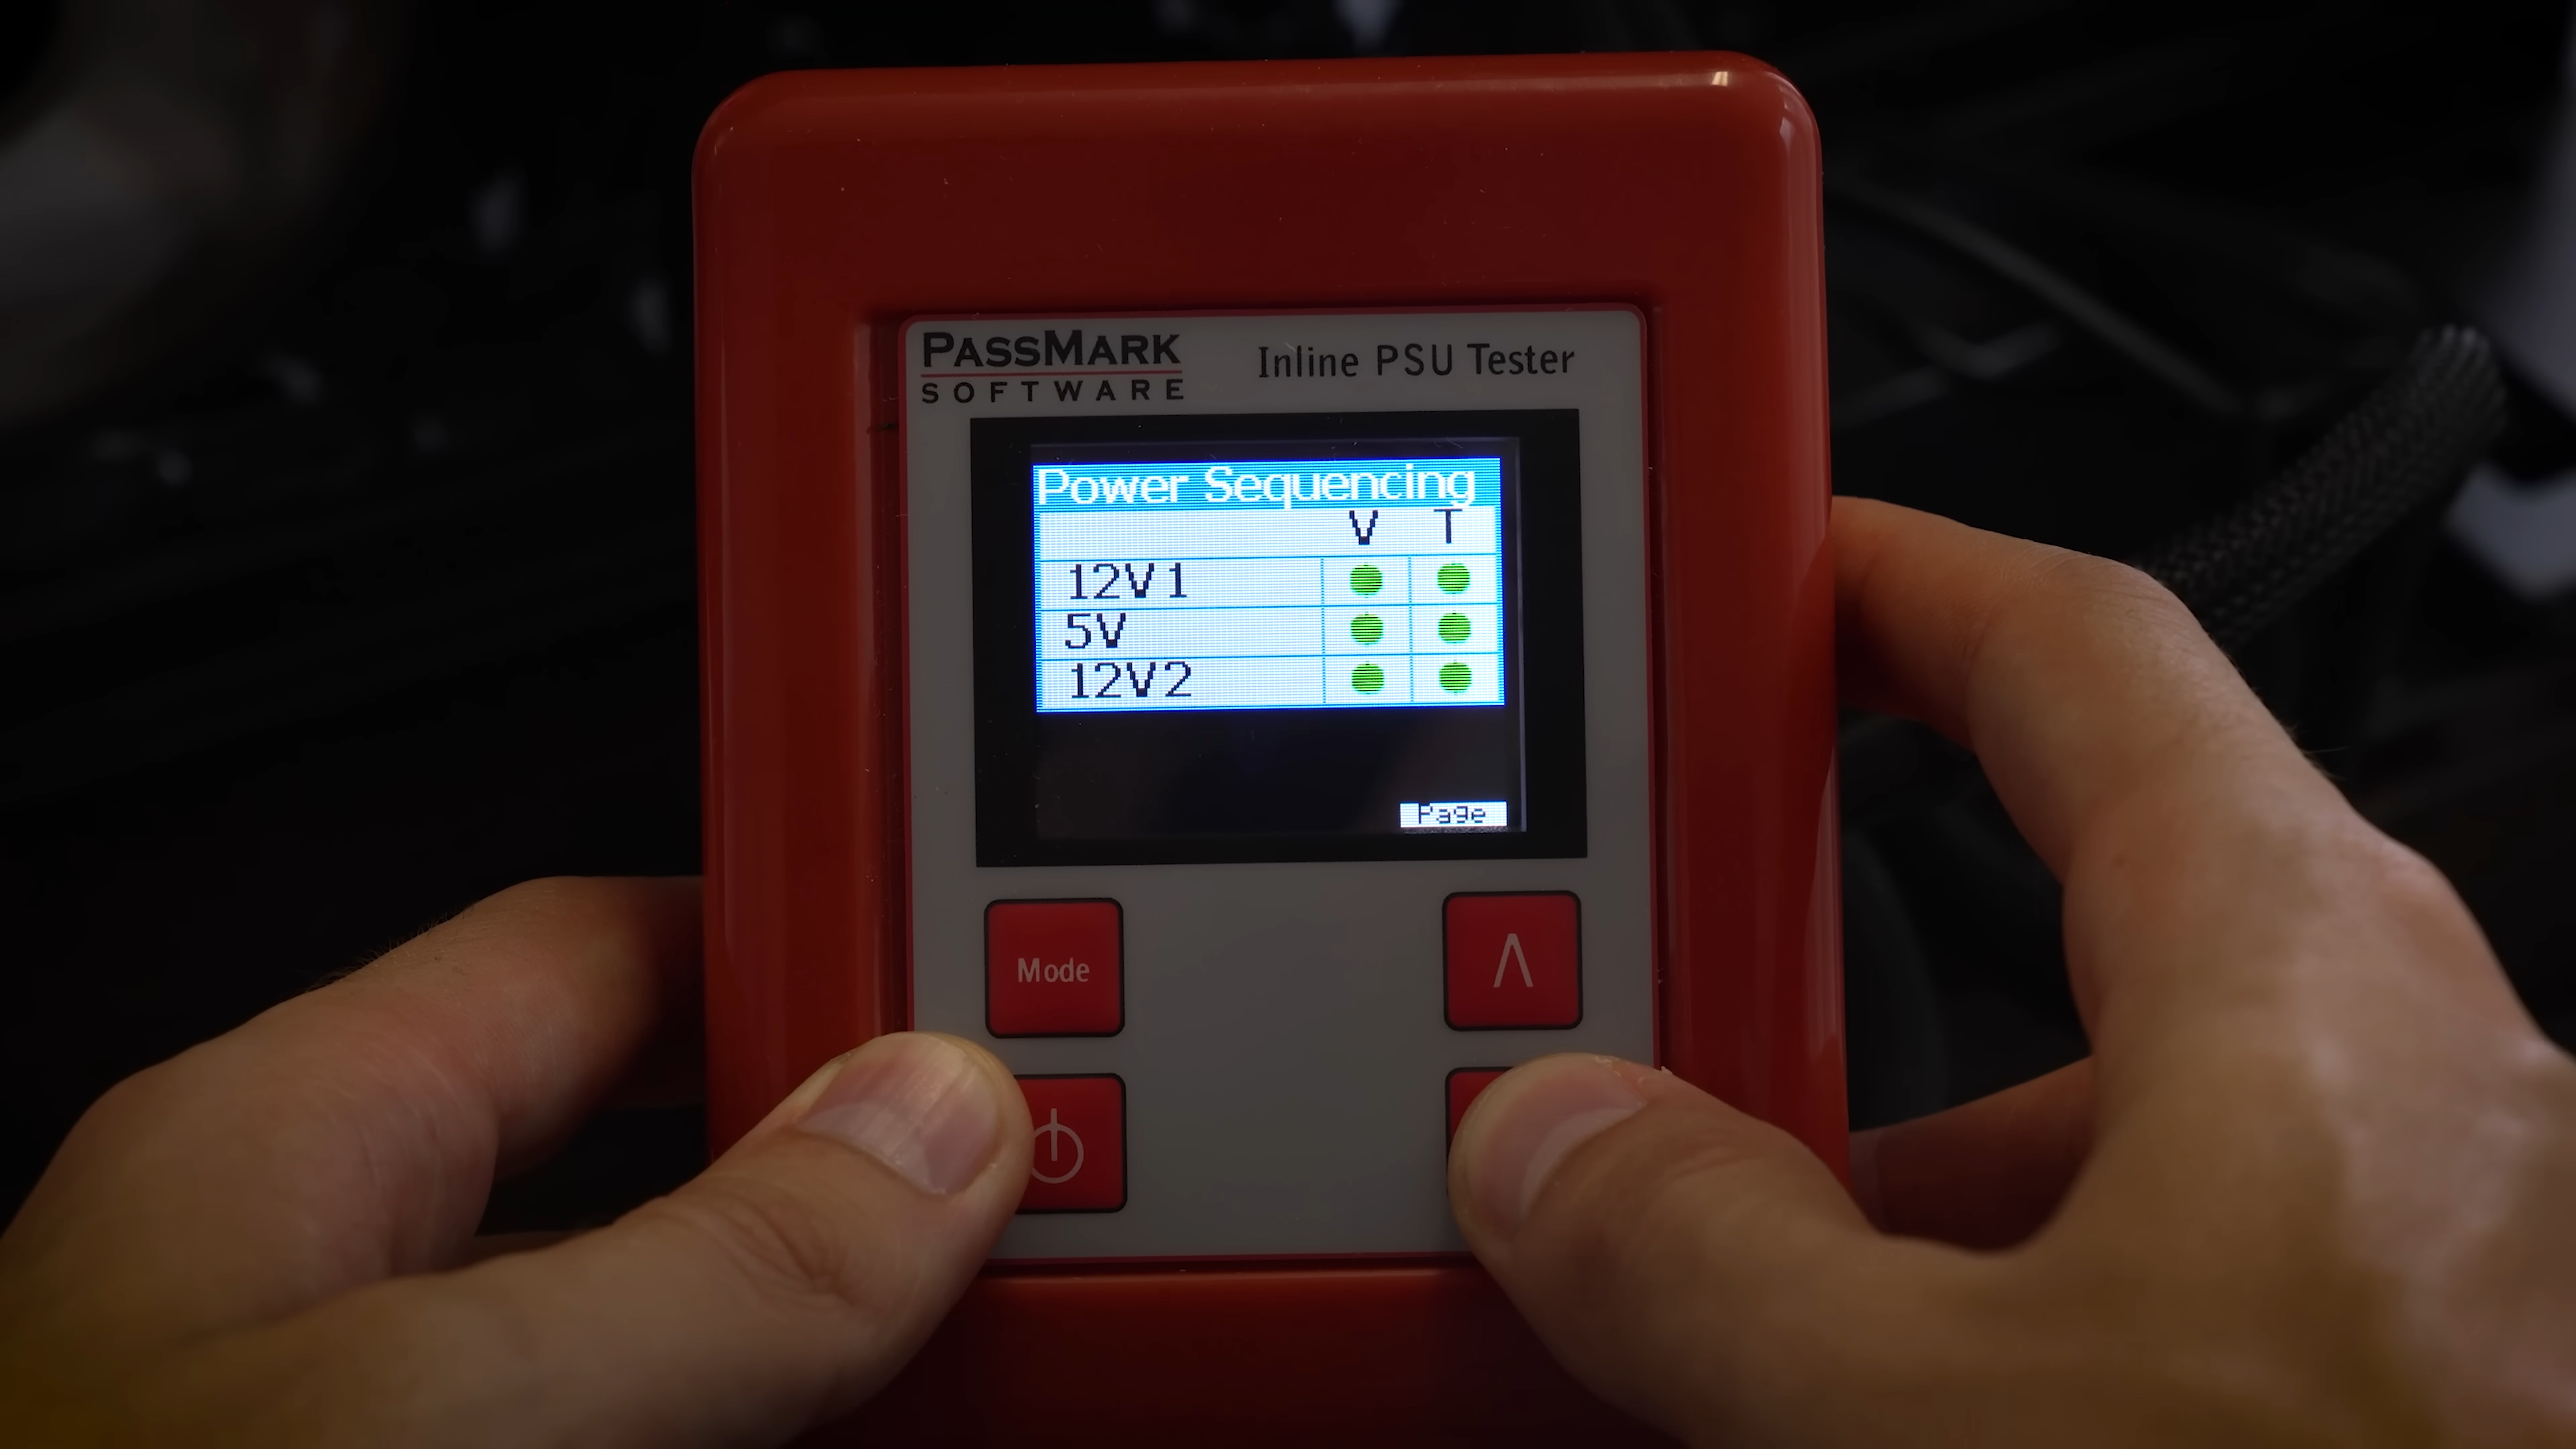 PASSMARK
SOFTWARE
Inline PSU Tester
Power Sequencing
V T
12V1
5V
12V2
Page
Mode